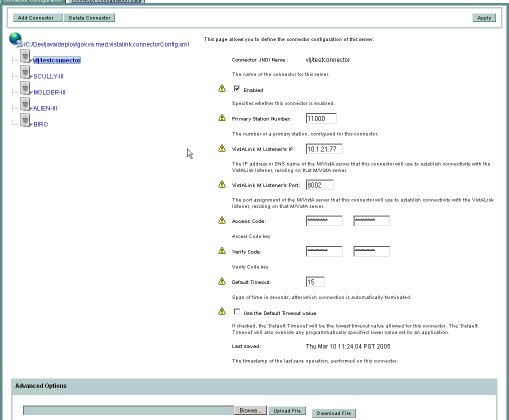 Connector Configuration
Add Connector
Delete Connector
Apply
/C:/Dev/java/deploy/gov.va.med.vistalink.connectorConfig.xml
vljtestconnector
SCULLY-III
MOLDER-III
ALIEN-III
BIRO
This page allows you to define the connector configuration of this server.
Connector JNDI Name : vljtestconnector
The name of the connector for this server.
Enabled
Specifies whether this connector is enabled.
Primary Station Number: 11000
The number of a primary station, configured for this connector.
VistALink M Listener's IP: 10.1.21.77
The IP address or DNS name of the M/VistA server that this connector will use to establish connectivity with the
VistALink listener, residing on that M/VistA server.
VistALink M Listener's Port: 8002
The port assignment of the M/VistA server that this connector will use to establish connectivity with the VistALink
listener, residing on that M/VistA server.
Access Code:
Access Code key
Verify Code:
Verify Code key
Default Timeout: 15
Span of time in seconds, after which connection is automatically terminated.
Use the Default Timeout value
If checked, the 'Default Timeout' will be the lowest timeout value allowed for this connector. The 'Default
Timeout' will also override any programmatically specified lower value set by an application.
Last saved: Thu Mar 10 11:24:04 PST 2005
The timestamp of the last save operation, performed on this connector.
Advanced Options
Browse...
Upload File
Download File